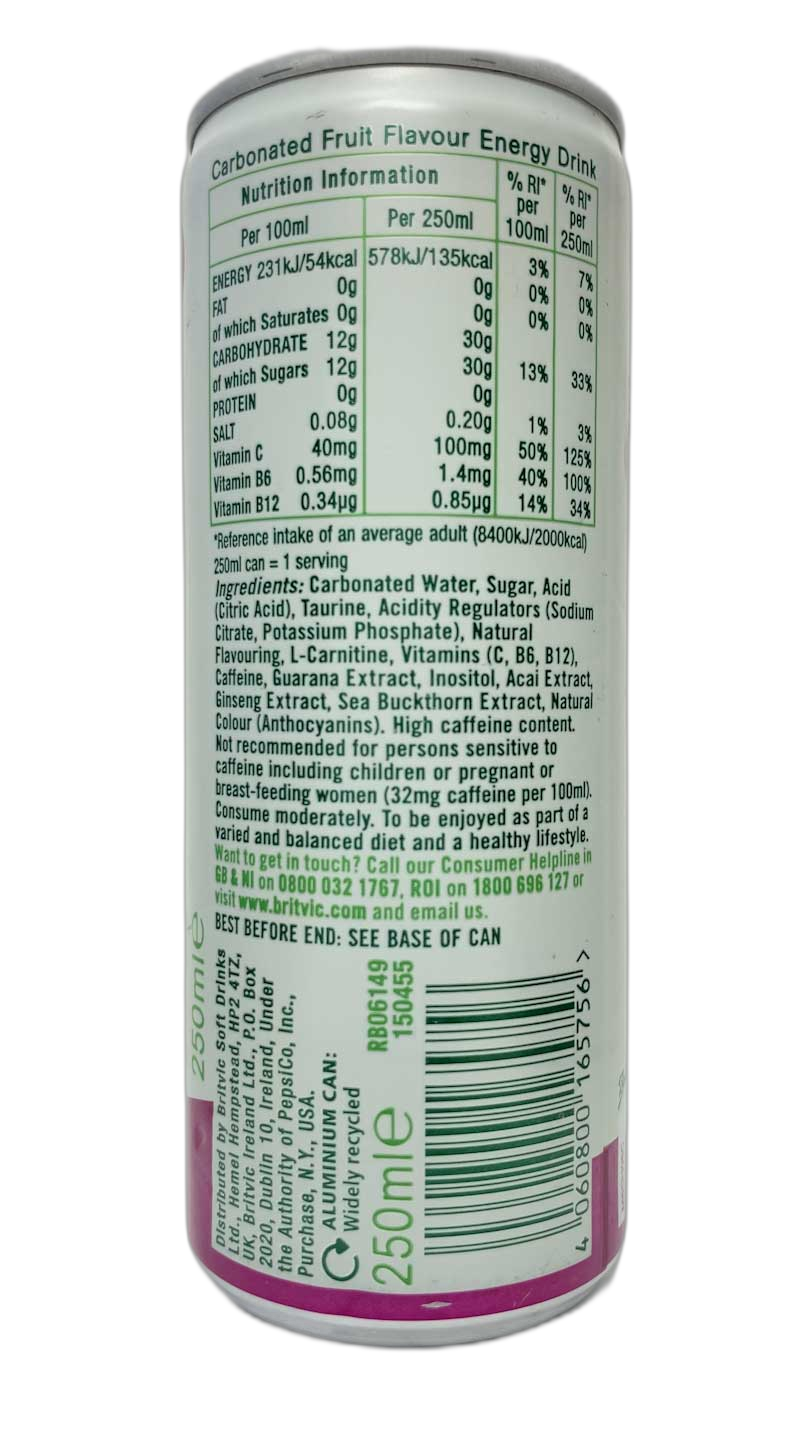 Carbonated Fruit Flavour Energy Drink
Nutrition Information % RI* per 100ml % RI* per 250ml
Per 100ml Per 250ml
ENERGY 231kJ/54kcal 578kJ/135kcal 3% 7%
FAT 0g 0g 0% 0%
of which Saturates 0g 0g 0% 0%
CARBOHYDRATE 12g 30g
of which Sugars 12g 30g 13% 33%
PROTEIN 0g 0g
SALT 0.08g 0.20g 1% 3%
Vitamin C 40mg 100mg 50% 125%
Vitamin B6 0.56mg 1.4mg 40% 100%
Vitamin B12 0.34µg 0.85µg 14% 34%
*Reference intake of an average adult (8400kJ/2000kcal)
250ml can = 1 serving
Ingredients: Carbonated Water, Sugar, Acid
(Citric Acid), Taurine, Acidity Regulators (Sodium
Citrate, Potassium Phosphate), Natural
Flavouring, L-Carnitine, Vitamins (C, B6, B12),
Caffeine, Guarana Extract, Inositol, Acai Extract,
Ginseng Extract, Sea Buckthorn Extract, Natural
Colour (Anthocyanins). High caffeine content.
Not recommended for persons sensitive to
caffeine including children or pregnant or
breast-feeding women (32mg caffeine per 100ml).
Consume moderately. To be enjoyed as part of a
varied and balanced diet and a healthy lifestyle.
Want to get in touch? Call our Consumer Helpline in
GB & NI on 0800 032 1767, ROI on 1800 696 127 or
visit www.britvic.com and email us.
BEST BEFORE END: SEE BASE OF CAN
250ml e
Distributed by Britvic Soft Drinks
Ltd., Hemel Hempstead, HP2 4TZ,
UK, Britvic Ireland Ltd., P.O. Box
2020, Dublin 10, Ireland, Under
the Authority of PepsiCo, Inc.,
Purchase, N.Y., USA.
ALUMINIUM CAN:
Widely recycled
RB06149
150455
250ml e
4 060800 165756 >